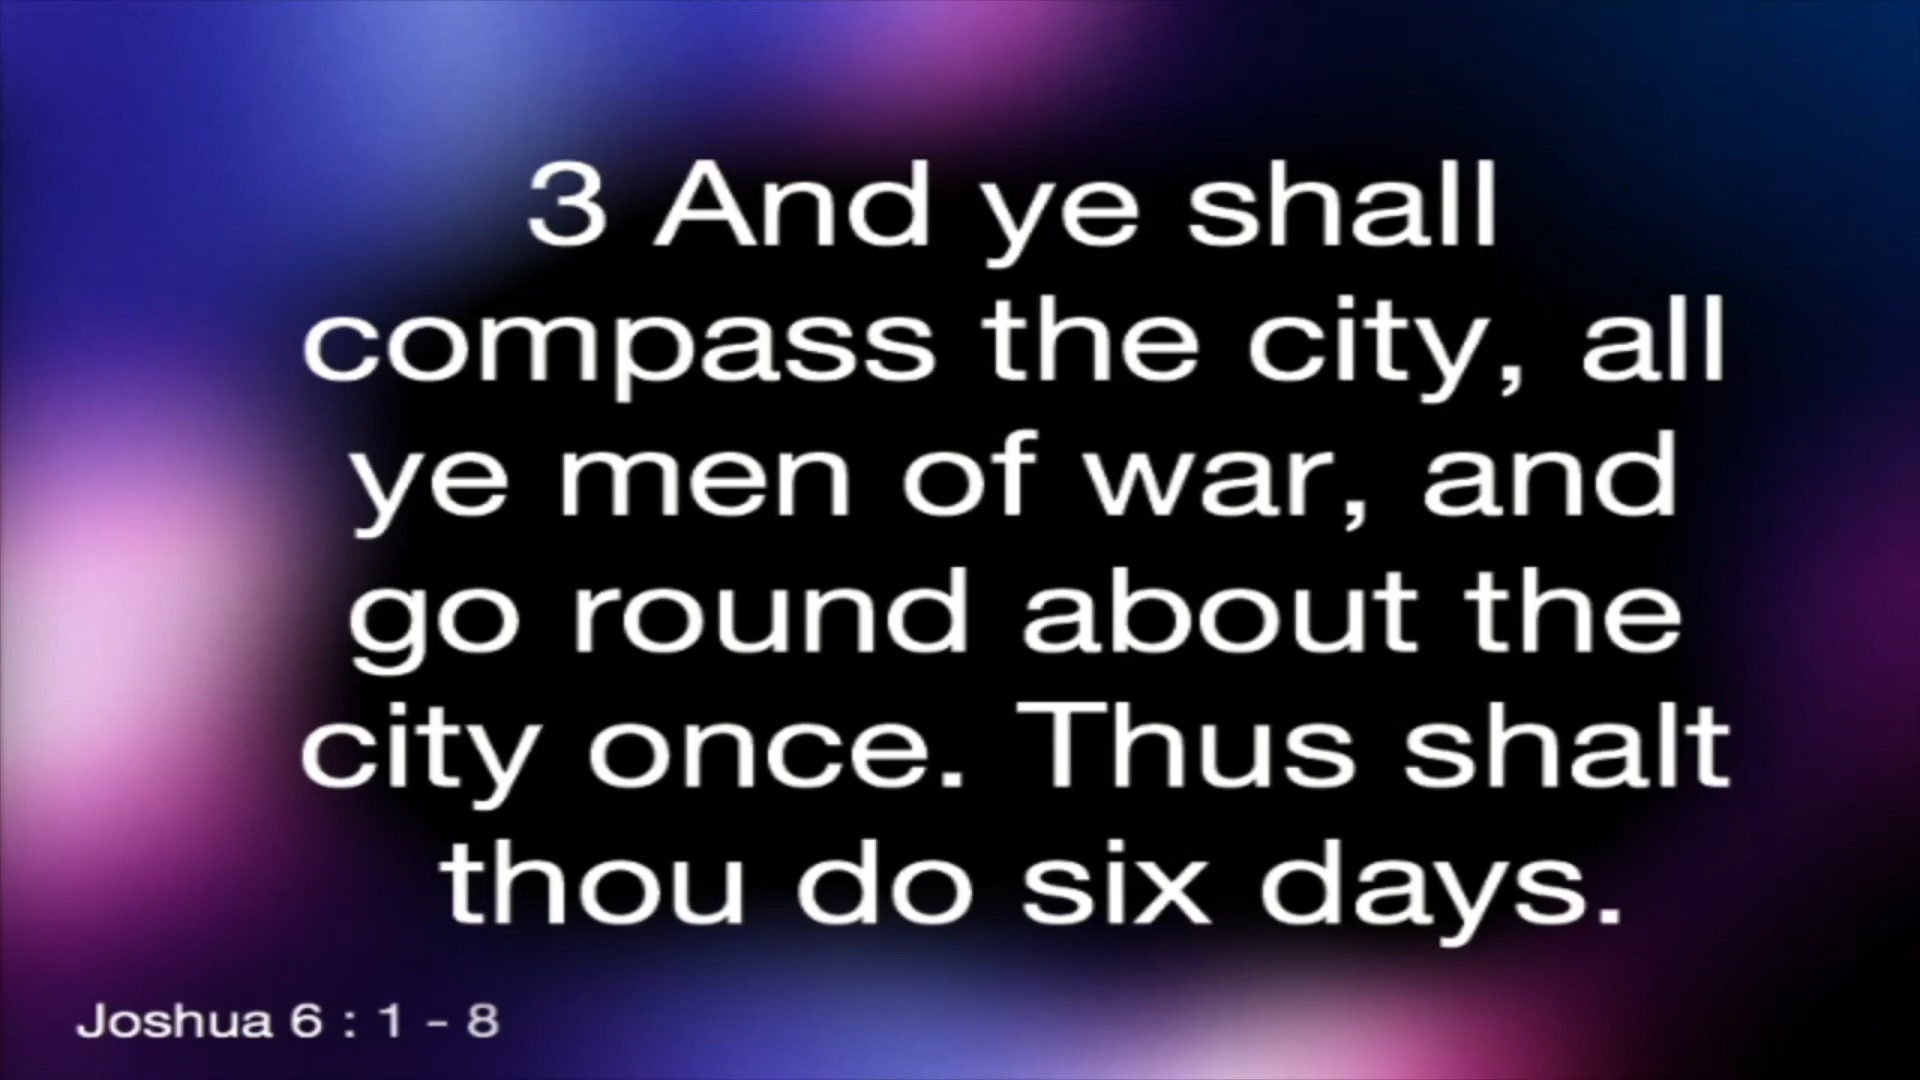 3 And ye shall
compass the city, all
ye men of war, and
go round about the
city once. Thus shalt
thou do six days.
Joshua 6 : 1 - 8